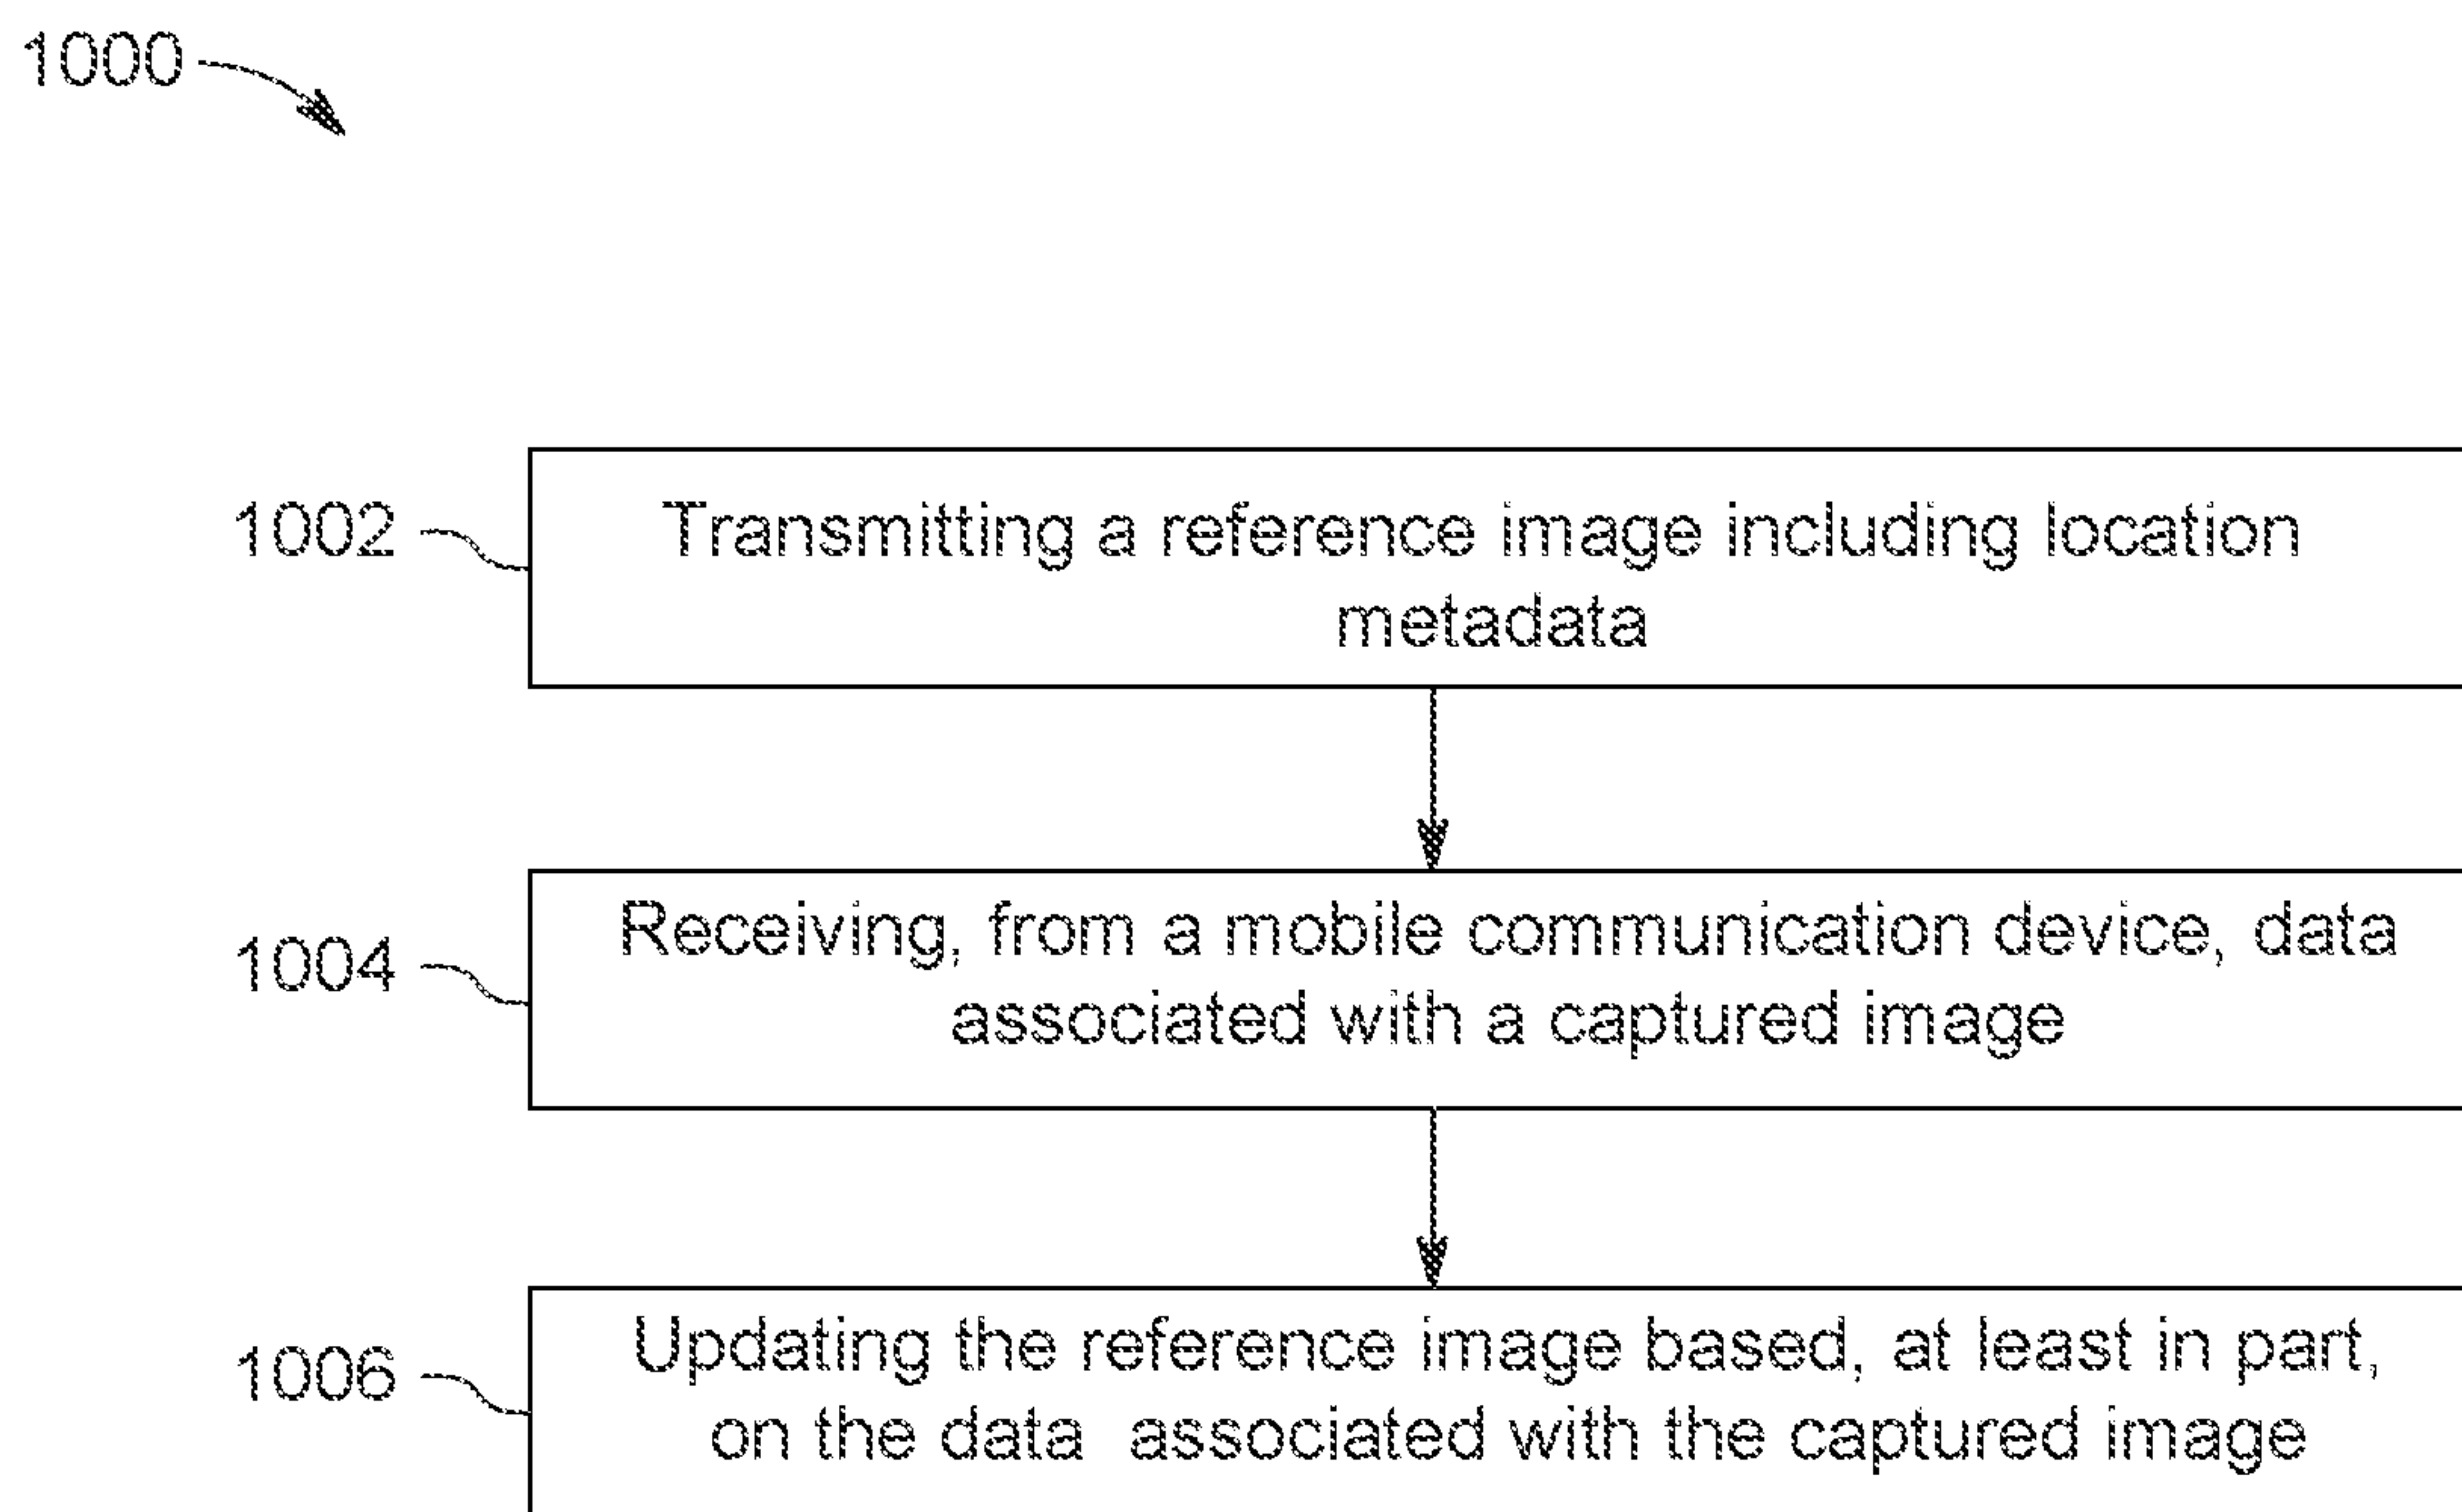 1000
1002
Transmitting a reference image including location
metadata
1004
Receiving, from a mobile communication device, data
associated with a captured image
1006
Updating the reference image based, at least in part,
on the data associated with the captured image